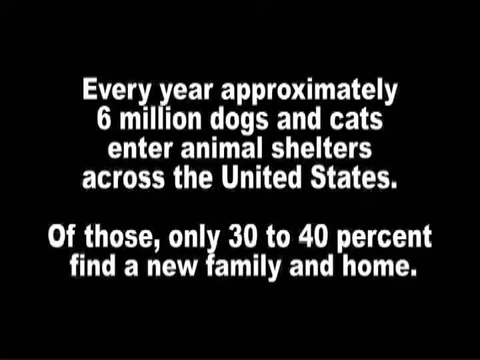 Every year approximately
6 million dogs and cats
enter animal shelters
across the United States.
Of those, only 30 to 40 percent
find a new family and home.